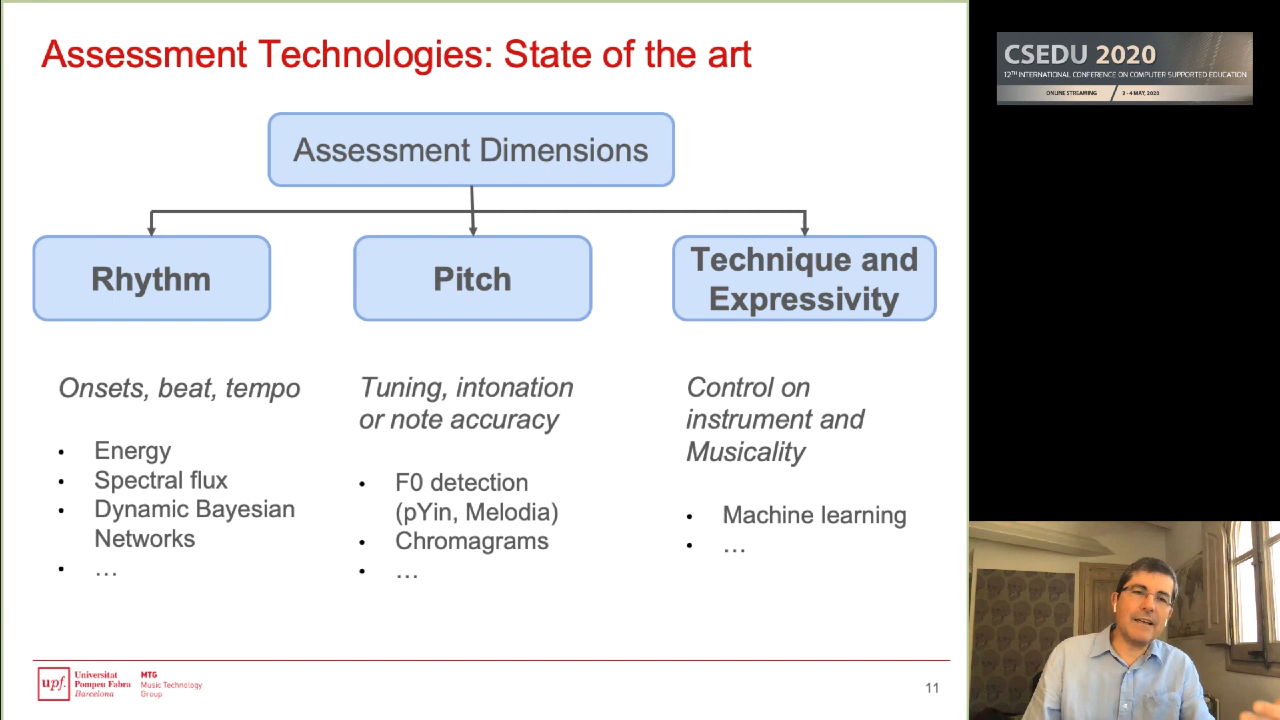 Assessment Technologies: State of the art
Assessment Dimensions
Rhythm
Pitch
Technique and
Expressivity
Onsets, beat, tempo
• Energy
• Spectral flux
• Dynamic Bayesian
Networks
• …
Tuning, intonation
or note accuracy
• F0 detection
(pYin, Melodia)
• Chromagrams
• …
Control on
instrument and
Musicality
• Machine learning
• …
upf.
Universitat
Pompeu Fabra
Barcelona
MTG
Music Technology
Group
11
CSEDU 2020
12TH INTERNATIONAL CONFERENCE ON COMPUTER SUPPORTED EDUCATION
ONLINE STREAMING
2 - 4 MAY, 2020